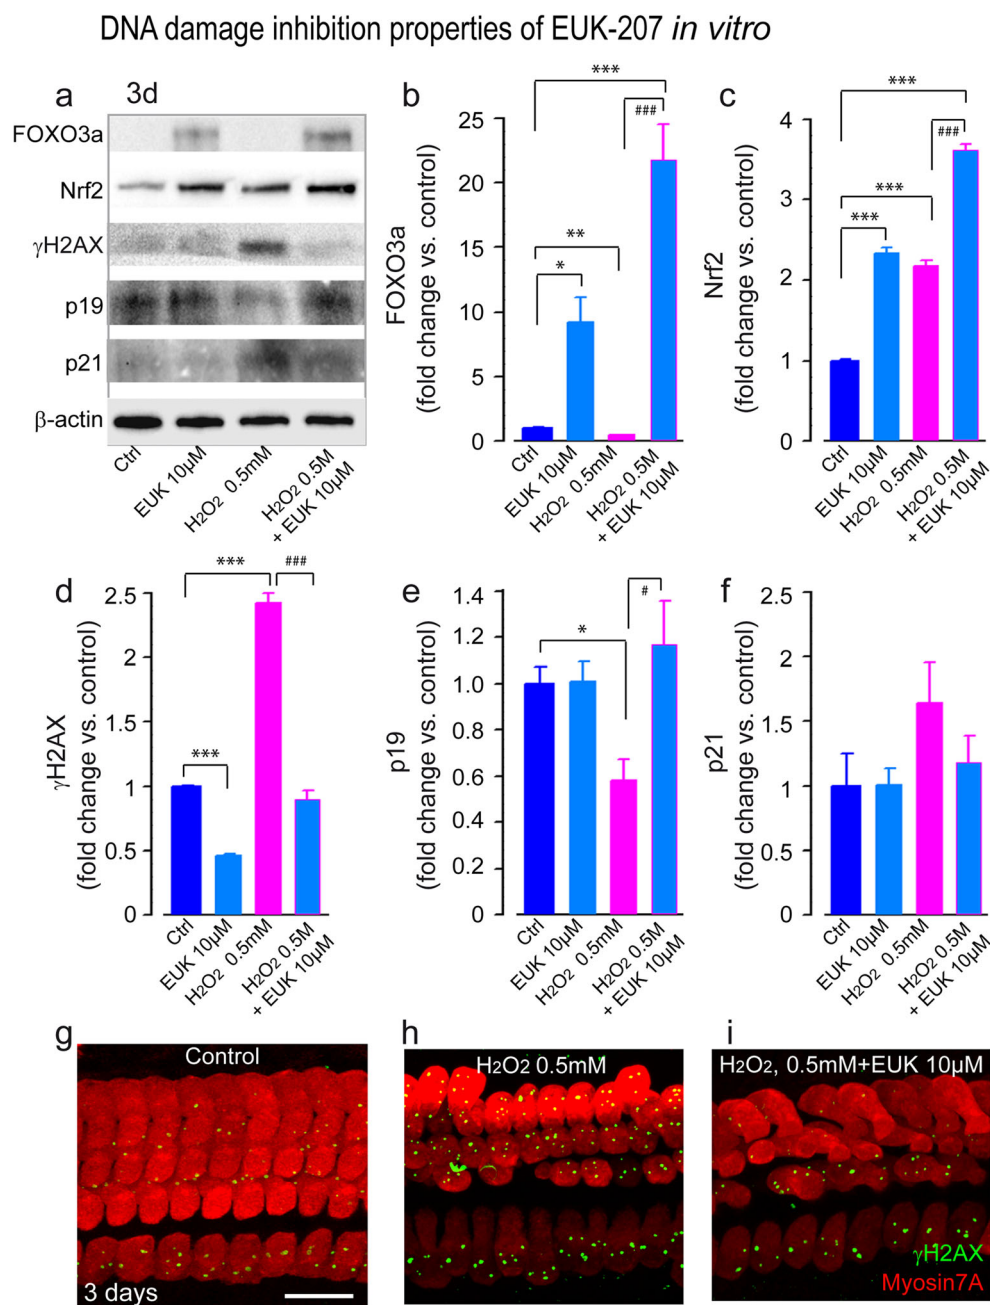 DNA damage inhibition properties of EUK-207 in vitro
a
3d
FOXO3a
Nrf2
γH2AX
p19
p21
β-actin
Ctrl
EUK 10µM
H2O2 0.5mM
H2O2 0.5M
+ EUK 10µM
b
FOXO3a
(fold change vs. control)
25
20
15
10
5
0
***
###
**
*
Ctrl
EUK 10µM
H2O2 0.5mM
H2O2 0.5M
+ EUK 10µM
c
Nrf2
(fold change vs. control)
4
3
2
1
0
***
###
***
***
Ctrl
EUK 10µM
H2O2 0.5mM
H2O2 0.5M
+ EUK 10µM
d
γH2AX
(fold change vs. control)
2.5
2
1.5
1
0.5
0
***
###
***
Ctrl
EUK 10µM
H2O2 0.5mM
H2O2 0.5M
+ EUK 10µM
e
p19
(fold change vs. control)
1.4
1.2
1.0
0.8
0.6
0.4
0.2
0
#
*
Ctrl
EUK 10µM
H2O2 0.5mM
H2O2 0.5M
+ EUK 10µM
f
p21
(fold change vs. control)
2.5
2
1.5
1
0.5
0
Ctrl
EUK 10µM
H2O2 0.5mM
H2O2 0.5M
+ EUK 10µM
g
Control
3 days
h
H2O2 0.5mM
i
H2O2, 0.5mM+EUK 10µM
γH2AX
Myosin7A